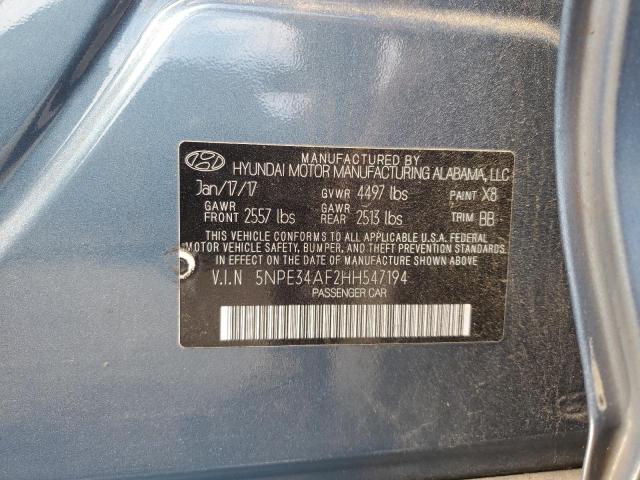 MANUFACTURED BY
HYUNDAI MOTOR MANUFACTURING ALABAMA, LLC
Jan/17/17 GVWR 4497 lbs PAINT X8
GAWR FRONT 2557 lbs GAWR REAR 2513 lbs TRIM BB
THIS VEHICLE CONFORMS TO ALL APPLICABLE U.S.A. FEDERAL
MOTOR VEHICLE SAFETY, BUMPER, AND THEFT PREVENTION
STANDARDS IN EFFECT ON THE DATE OF MANUFACTURE SHOWN ABOVE.
V.I.N 5NPE34AF2HH547194
PASSENGER CAR